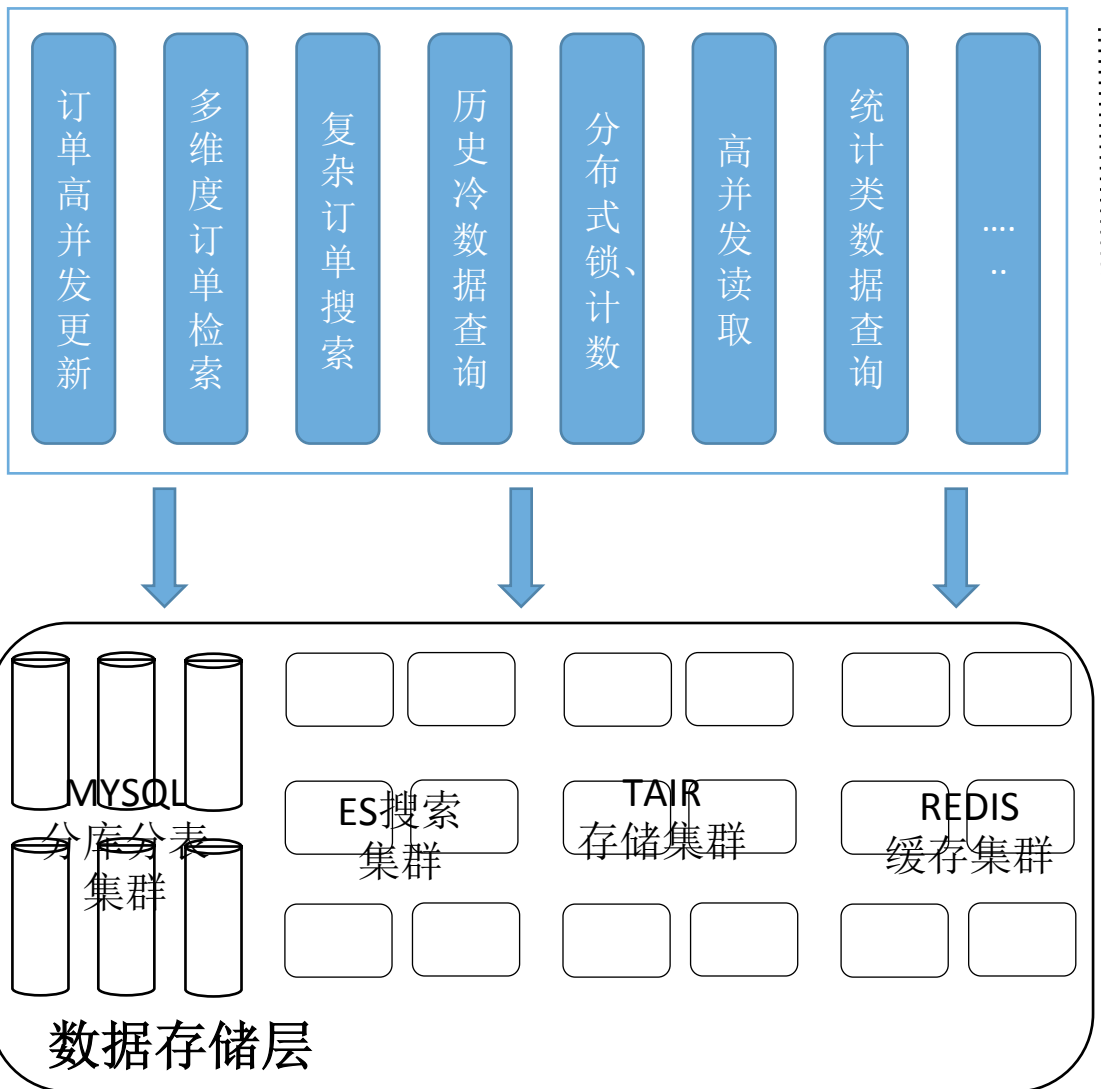 订单高并发更新
多维度订单检索
复杂订单搜索
历史冷数据查询
分布式锁、计数
高并发读取
统计类数据查询
....
..
MYSQL
分库分表
集群
ES搜索
集群
TAIR
存储集群
REDIS
缓存集群
数据存储层